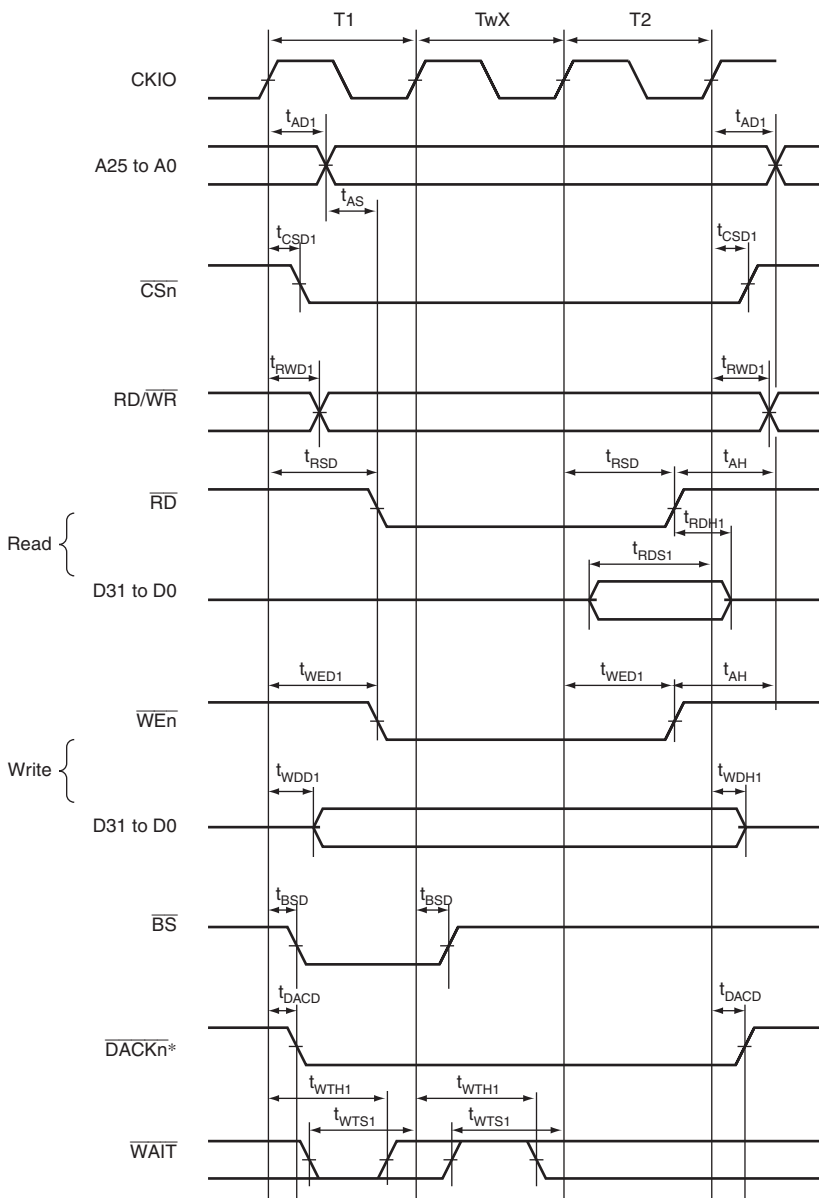 T1 TwX T2
CKIO
tAD1 tAD1
A25 to A0
tAS
tCSD1 tCSD1
CSn
tRWD1 tRWD1
RD/WR
tRSD tRSD tAH
RD
tRDH1
Read
tRDS1
D31 to D0
tWED1 tWED1 tAH
WEn
Write
tWDD1 tWDH1
D31 to D0
tBSD tBSD
BS
tDACD tDACD
DACKn*
tWTH1 tWTH1
tWTS1 tWTS1
WAIT